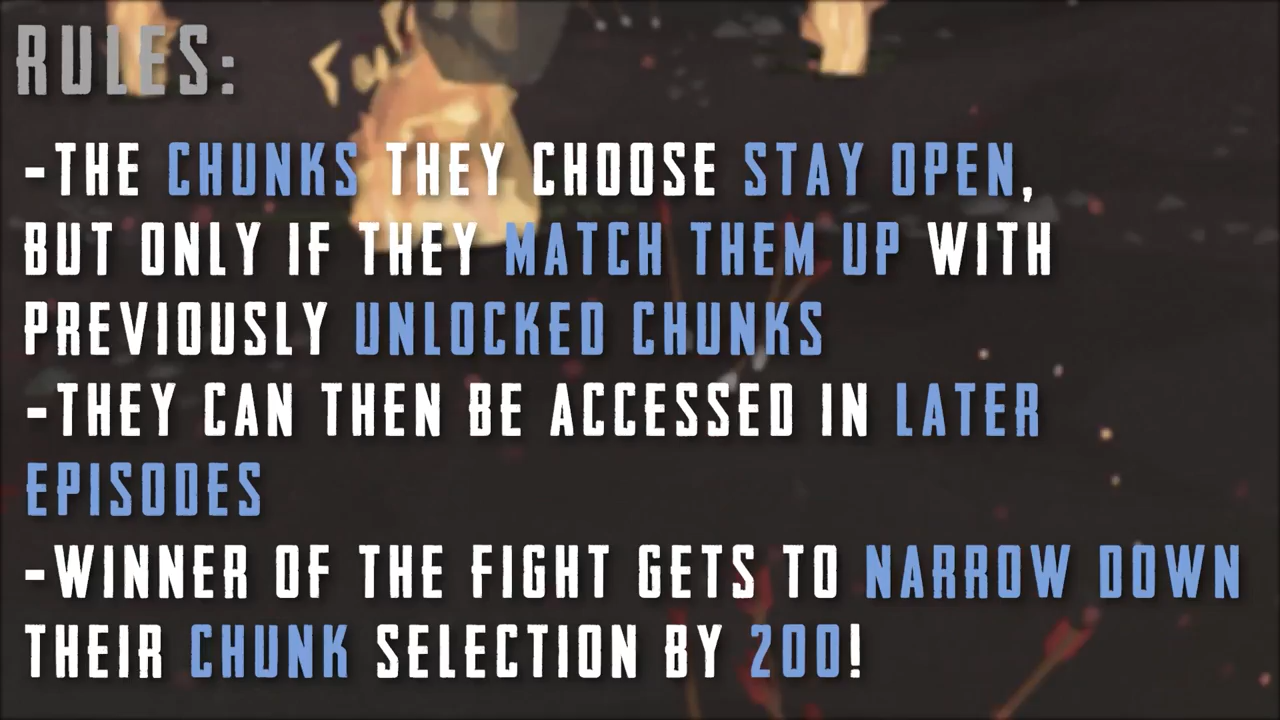 RULES:
-THE CHUNKS THEY CHOOSE STAY OPEN,
BUT ONLY IF THEY MATCH THEM UP WITH
PREVIOUSLY UNLOCKED CHUNKS
-THEY CAN THEN BE ACCESSED IN LATER
EPISODES
-WINNER OF THE FIGHT GETS TO NARROW DOWN
THEIR CHUNK SELECTION BY 200!